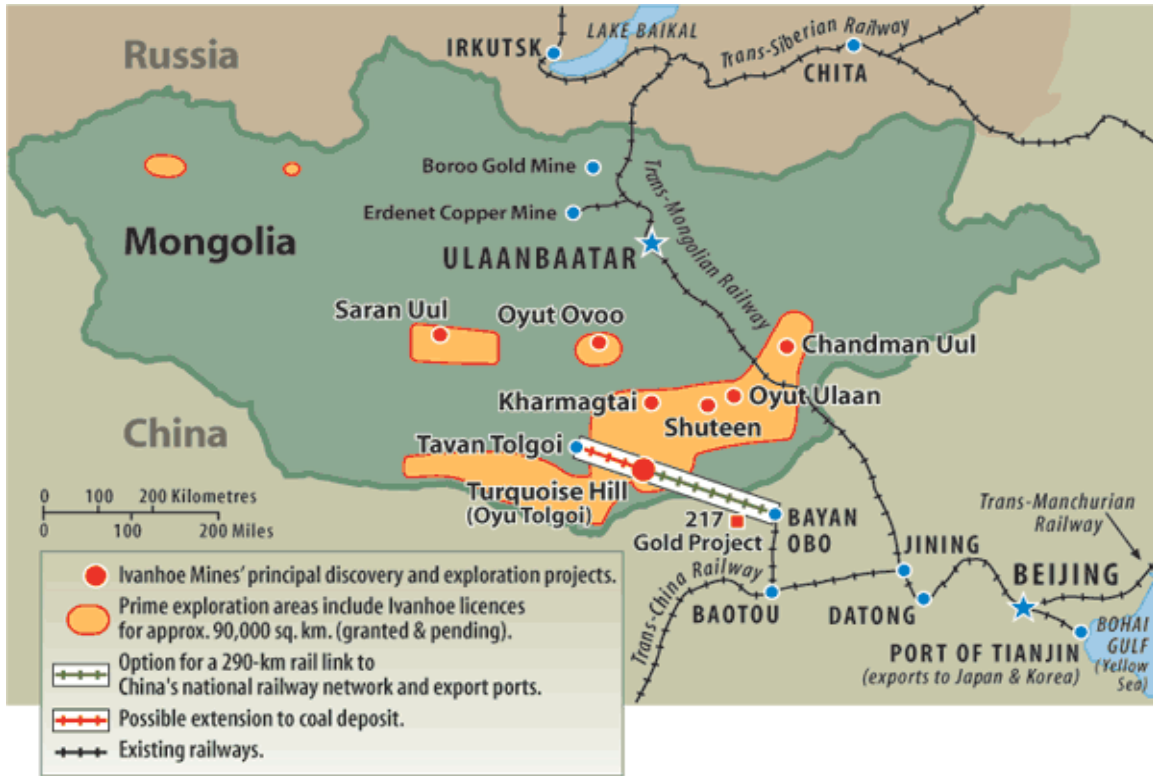 Russia
IRKUTSK
LAKE BAIKAL
Trans-Siberian Railway
CHITA
Boroo Gold Mine
Erdenet Copper Mine
Mongolia
ULAANBAATAR
Trans-Mongolian Railway
Saran Uul
Oyut Ovoo
Chandman Uul
Kharmagtai
Oyut Ulaan
Shuteen
China
Tavan Tolgoi
Turquoise Hill
(Oyu Tolgoi)
0 100 200 Kilometres
0 100 200 Miles
217
Gold Project
BAYAN
OBO
Trans-Manchurian
Railway
JINING
BEIJING
Trans-China Railway
BAOTOU
DATONG
BOHAI
GULF
(Yellow
Sea)
PORT OF TIANJIN
(exports to Japan & Korea)
Ivanhoe Mines' principal discovery and exploration projects.
Prime exploration areas include Ivanhoe licences
for approx. 90,000 sq. km. (granted & pending).
Option for a 290-km rail link to
China's national railway network and export ports.
Possible extension to coal deposit.
Existing railways.